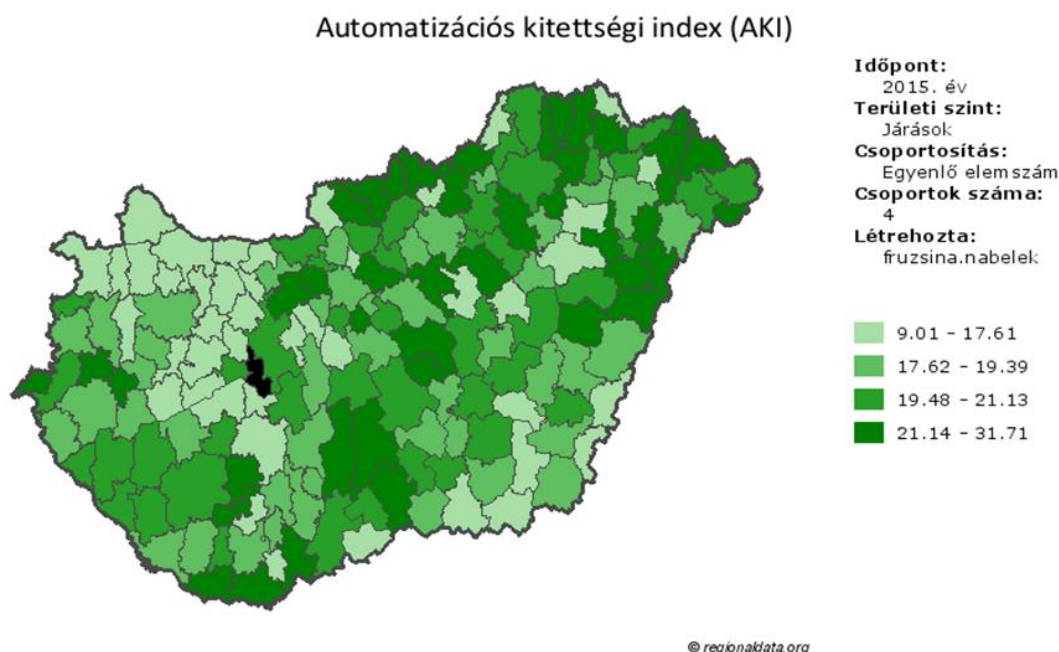 Automatizációs kitettségi index (AKI)
Időpont:
2015. év
Területi szint:
Járások
Csoportosítás:
Egyenlő elemszám
Csoportok száma:
4
Létrehozta:
fruzsina.nabelek
9.01 - 17.61
17.62 - 19.39
19.48 - 21.13
21.14 - 31.71
© regionaldata.org